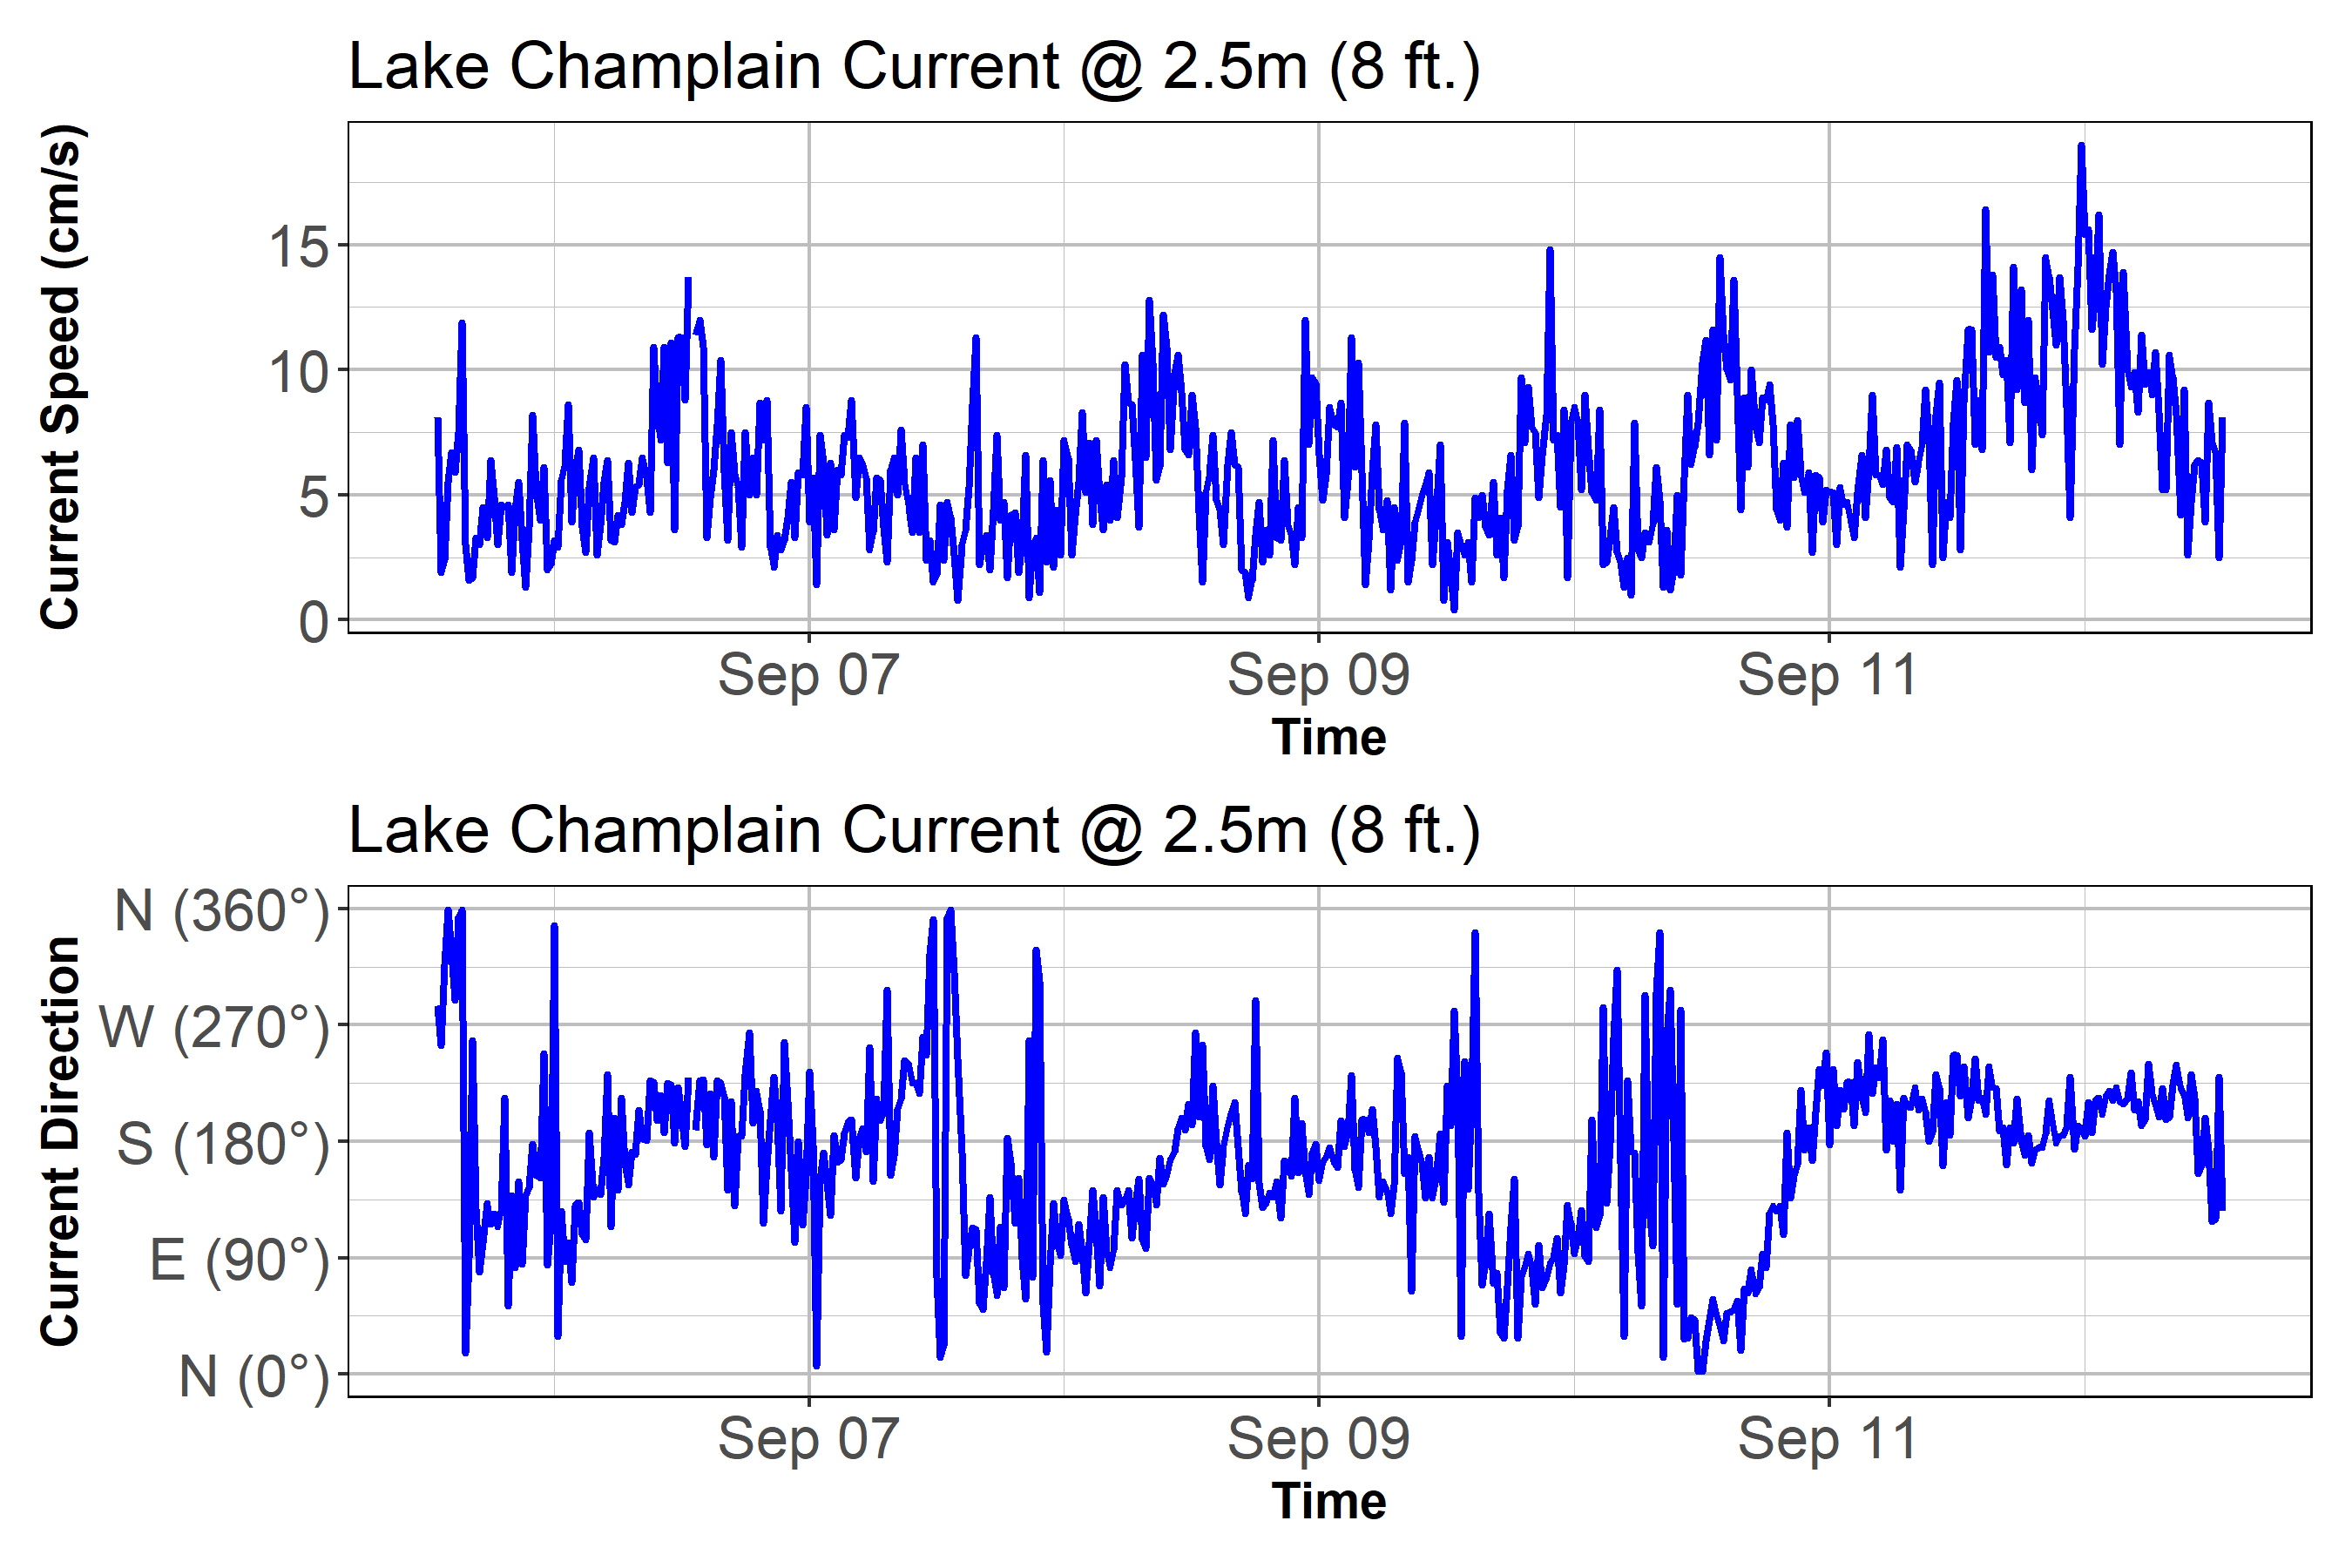 Lake Champlain Current @ 2.5m (8 ft.)
Current Speed (cm/s)
15
10
5
0
Sep 07 Sep 09 Sep 11
Time
Lake Champlain Current @ 2.5m (8 ft.)
Current Direction
N (360°)
W (270°)
S (180°)
E (90°)
N (0°)
Sep 07 Sep 09 Sep 11
Time